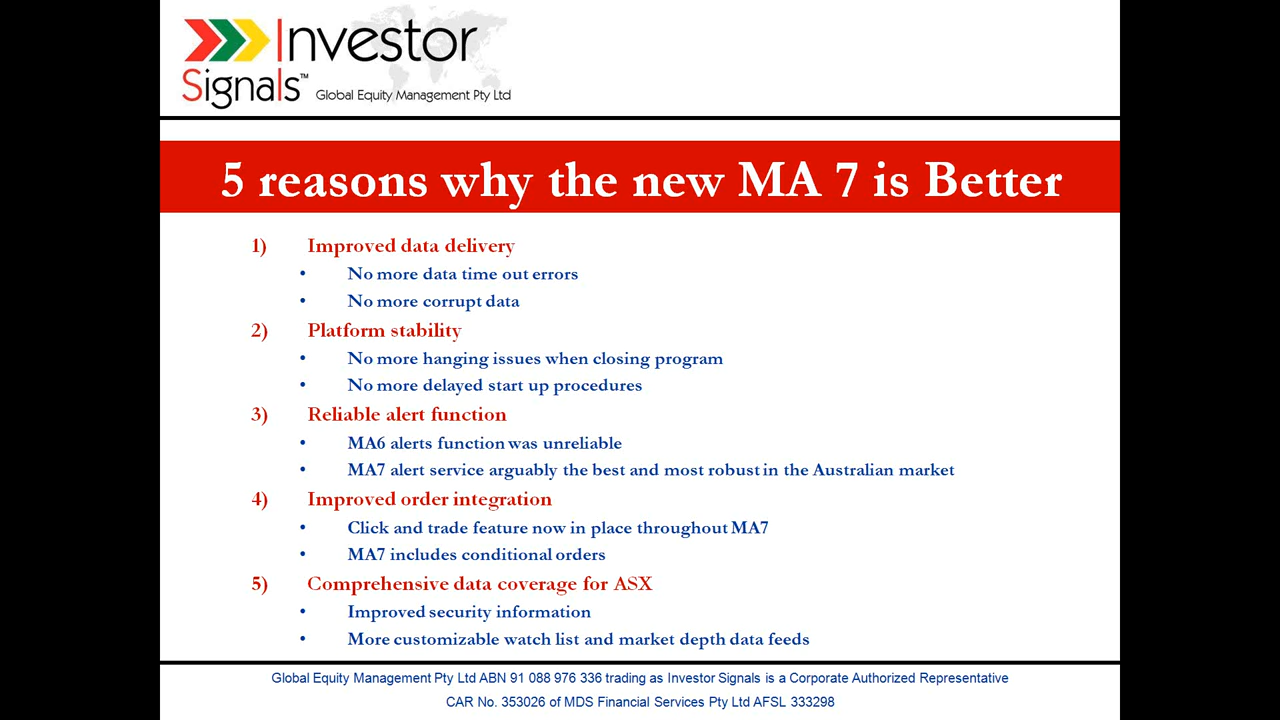 Investor
Signals™ Global Equity Management Pty Ltd
5 reasons why the new MA 7 is Better
1) Improved data delivery
• No more data time out errors
• No more corrupt data
2) Platform stability
• No more hanging issues when closing program
• No more delayed start up procedures
3) Reliable alert function
• MA6 alerts function was unreliable
• MA7 alert service arguably the best and most robust in the Australian market
4) Improved order integration
• Click and trade feature now in place throughout MA7
• MA7 includes conditional orders
5) Comprehensive data coverage for ASX
• Improved security information
• More customizable watch list and market depth data feeds
Global Equity Management Pty Ltd ABN 91 088 976 336 trading as Investor Signals is a Corporate Authorized Representative
CAR No. 353026 of MDS Financial Services Pty Ltd AFSL 333298